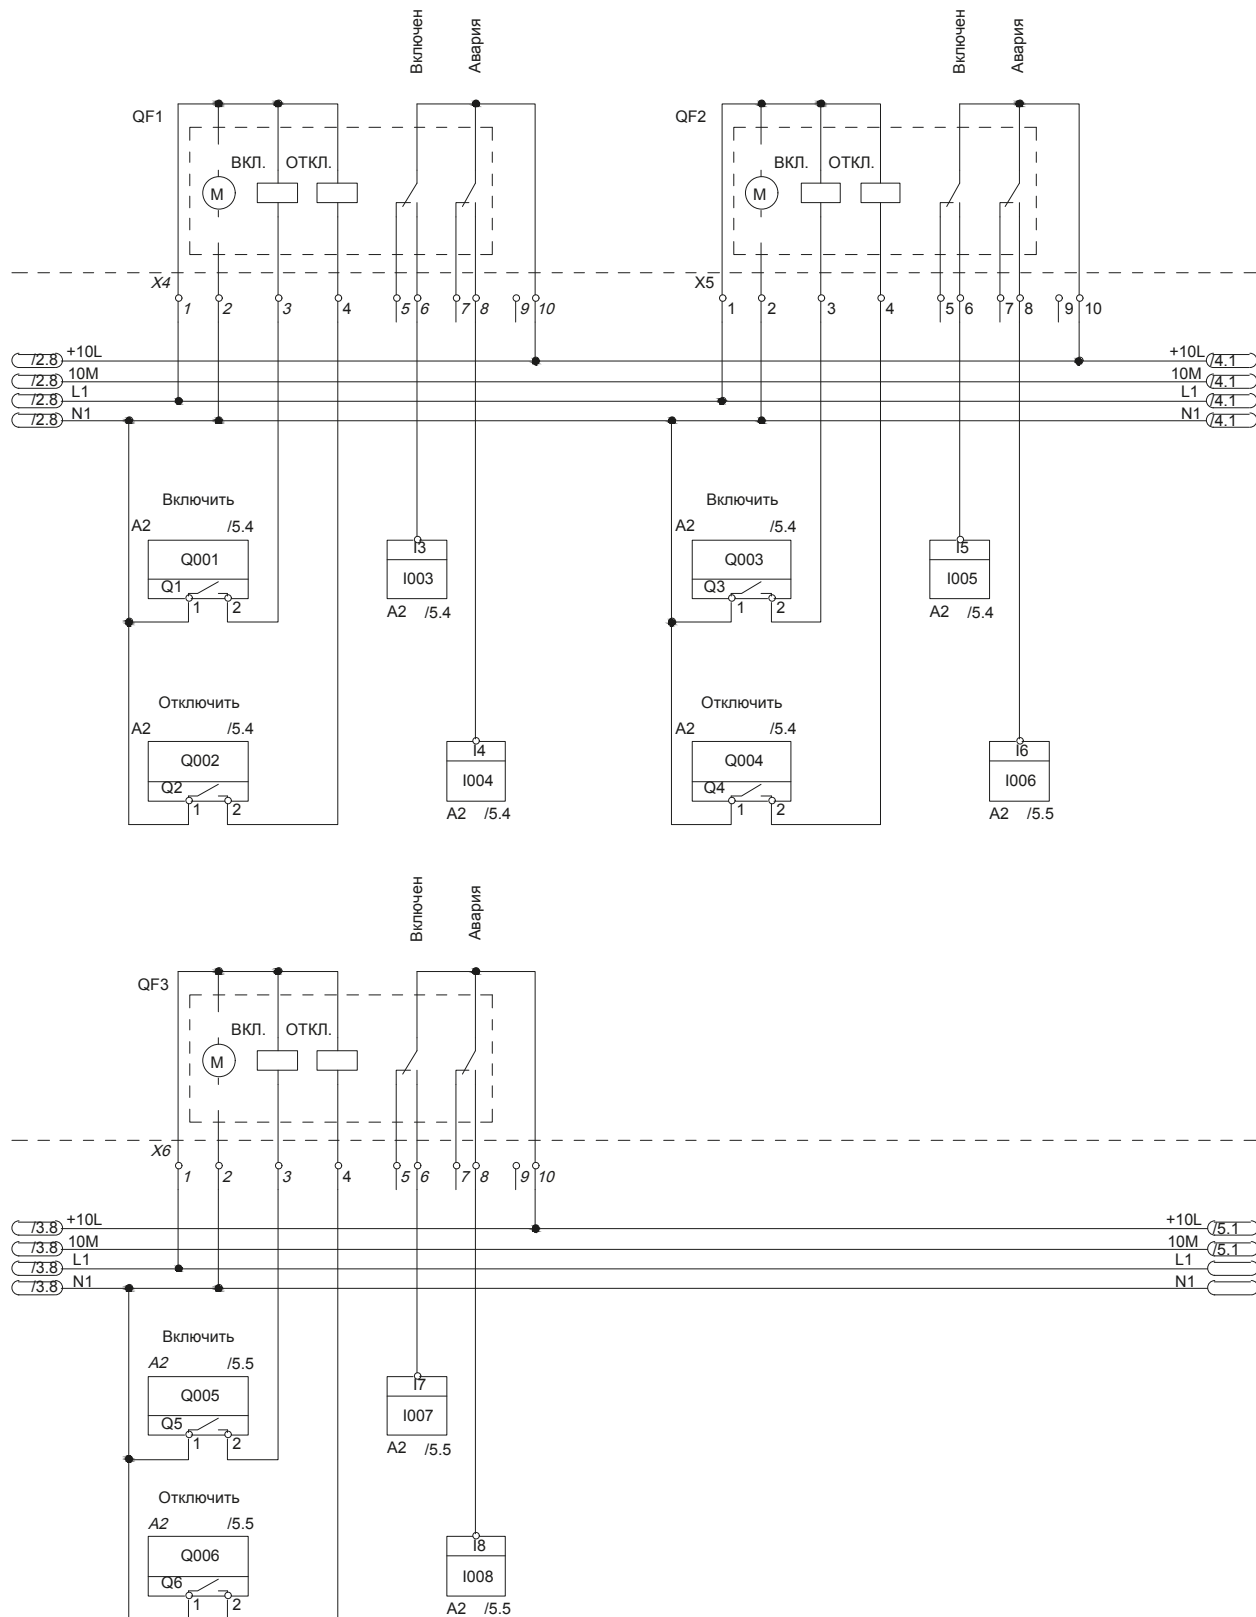 Включен Авария Включен Авария
QF1 QF2
ВКЛ. ОТКЛ. ВКЛ. ОТКЛ.
M M
X4 X5
1 2 3 4 5 6 7 8 9 10 1 2 3 4 5 6 7 8 9 10
/2.8 +10L +10L /4.1
/2.8 10M 10M /4.1
/2.8 L1 L1 /4.1
/2.8 N1 N1 /4.1
Включить Включить
A2 /5.4 A2 /5.4
Q001 I3 Q003 I5
Q1 I003 Q3 I005
1 2 A2 /5.4 1 2 A2 /5.4
Отключить Отключить
A2 /5.4 A2 /5.4
Q002 I4 Q004 I6
Q2 I004 Q4 I006
1 2 A2 /5.4 1 2 A2 /5.5
Включен Авария
QF3
ВКЛ. ОТКЛ.
M
X6
1 2 3 4 5 6 7 8 9 10
/3.8 +10L +10L /5.1
/3.8 10M 10M /5.1
/3.8 L1 L1
/3.8 N1 N1
Включить
A2 /5.5
Q005 I7
Q5 I007
1 2 A2 /5.5
Отключить
A2 /5.5
Q006 I8
Q6 I008
1 2 A2 /5.5